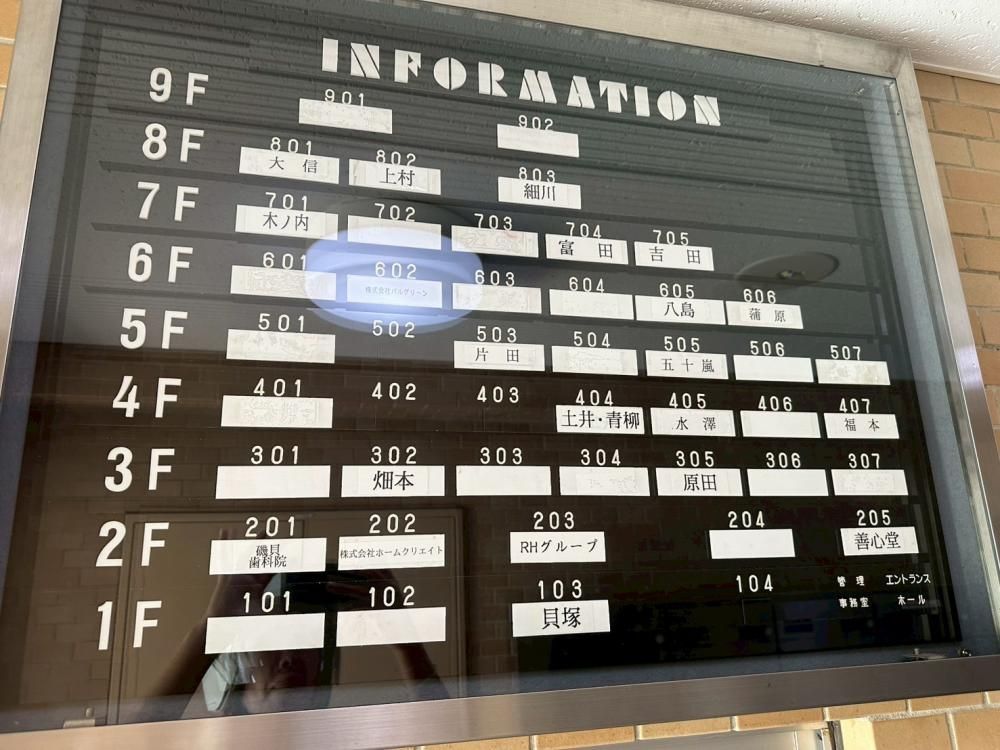 INFORMATION
9F 901 902
8F 801 802 803
大信 上村 細川
7F 701 702 703 704 705
木ノ内 富田 吉田
6F 601 602 603 604 605 606
株式会社パルグリーン 八島 蒲原
5F 501 502 503 504 505 506 507
片田 五十嵐
4F 401 402 403 404 405 406 407
土井・青柳 水澤 福本
3F 301 302 303 304 305 306 307
畑本 原田
2F 201 202 203 204 205
磯貝
歯科院 株式会社ホームクリエイト RHグループ 善心堂
1F 101 102 103 104 管理 エントランス
事務室 ホール
貝塚